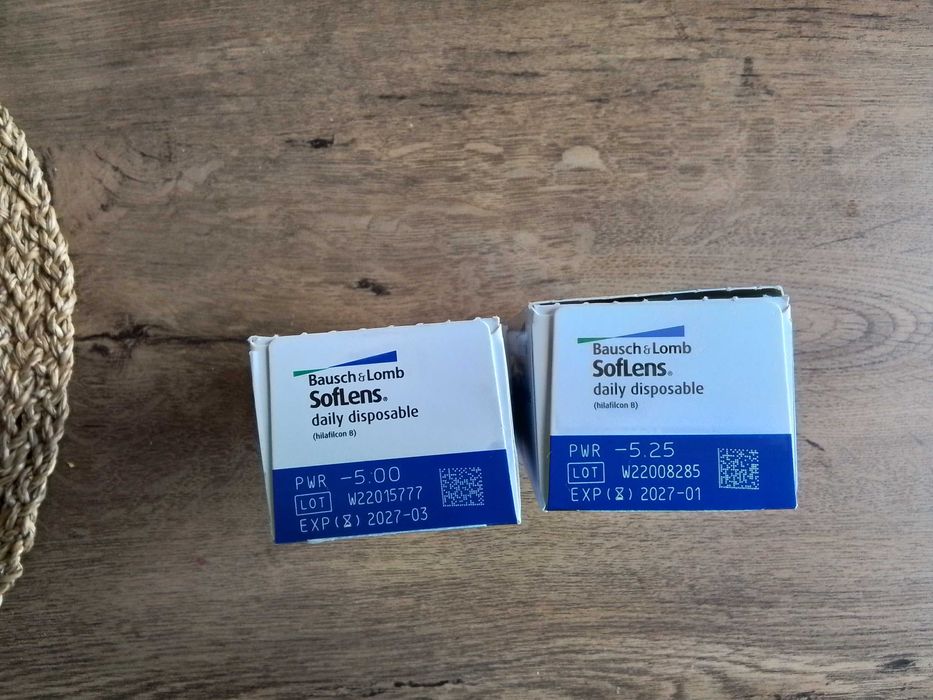 Bausch & Lomb
SofLens®
daily disposable
(hilafilcon B)
PWR -5.00
LOT W22015777
EXP (⌛) 2027-03
Bausch & Lomb
SofLens®
daily disposable
(hilafilcon B)
PWR -5.25
LOT W22008285
EXP (⌛) 2027-01